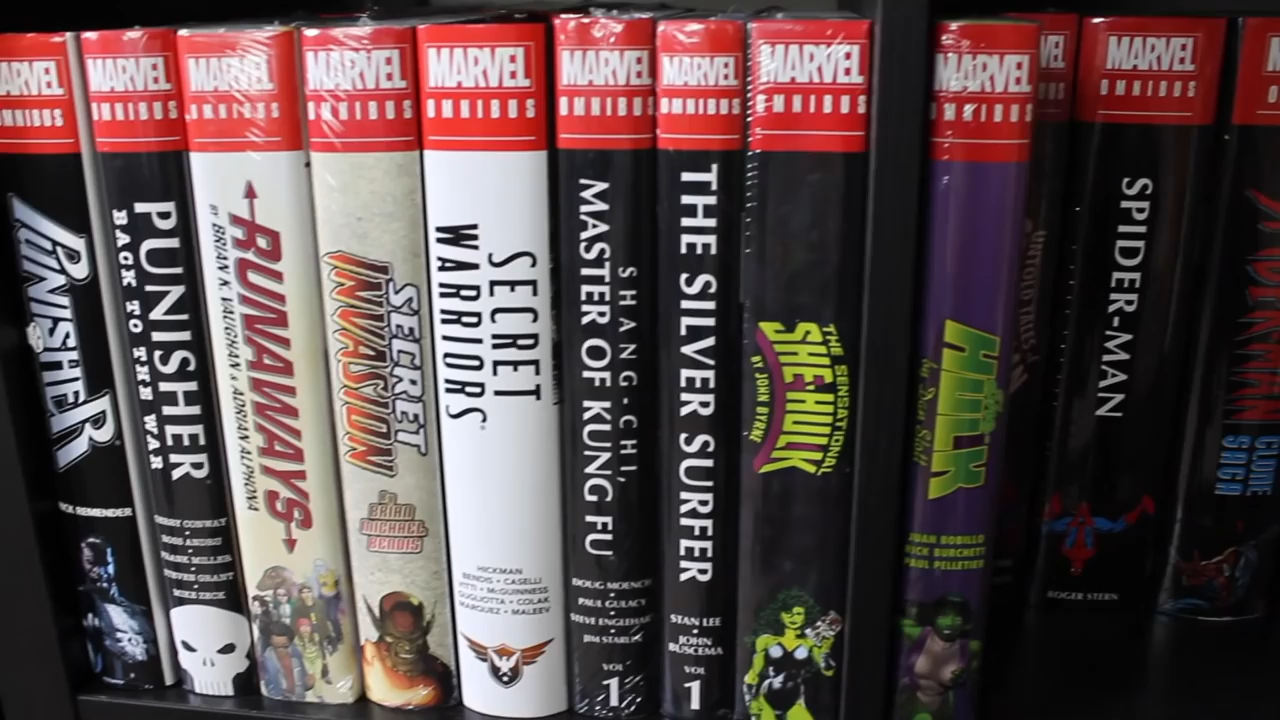 MARVEL
OMNIBUS
PUNISHER
RICK REMENDER
MARVEL
OMNIBUS
PUNISHER
BACK TO THE WAR
GERRY CONWAY
ROSS ANDRU
FRANK MILLER
STEVEN GRANT
MIKE ZECK
MARVEL
OMNIBUS
RUNAWAYS
BY BRIAN K. VAUGHAN & ADRIAN ALPHONA
MARVEL
OMNIBUS
SECRET
INVASION
BY
BRIAN
MICHAEL
BENDIS
MARVEL
OMNIBUS
SECRET
WARRIORS
HICKMAN
BENDIS • CASELLI
VITTI • McGUINNESS
GUGLIOTTA • COLAK
MARQUEZ • MALEEV
MARVEL
OMNIBUS
SHANG-CHI,
MASTER OF KUNG FU
DOUG MOENCH
PAUL GULACY
STEVE ENGLEHART
JIM STARLIN
VOL
1
MARVEL
OMNIBUS
THE SILVER SURFER
STAN LEE
JOHN
BUSCEMA
VOL
1
MARVEL
OMNIBUS
THE SENSATIONAL
SHE-HULK
BY JOHN BYRNE
MARVEL
OMNIBUS
HULK
by Dan Slott
JUAN BOBILLO
RICK BURCHETT
PAUL PELLETIER
UNTOLD TALES
MARVEL
OMNIBUS
SPIDER-MAN
ROGER STERN
CLONE
SAGA